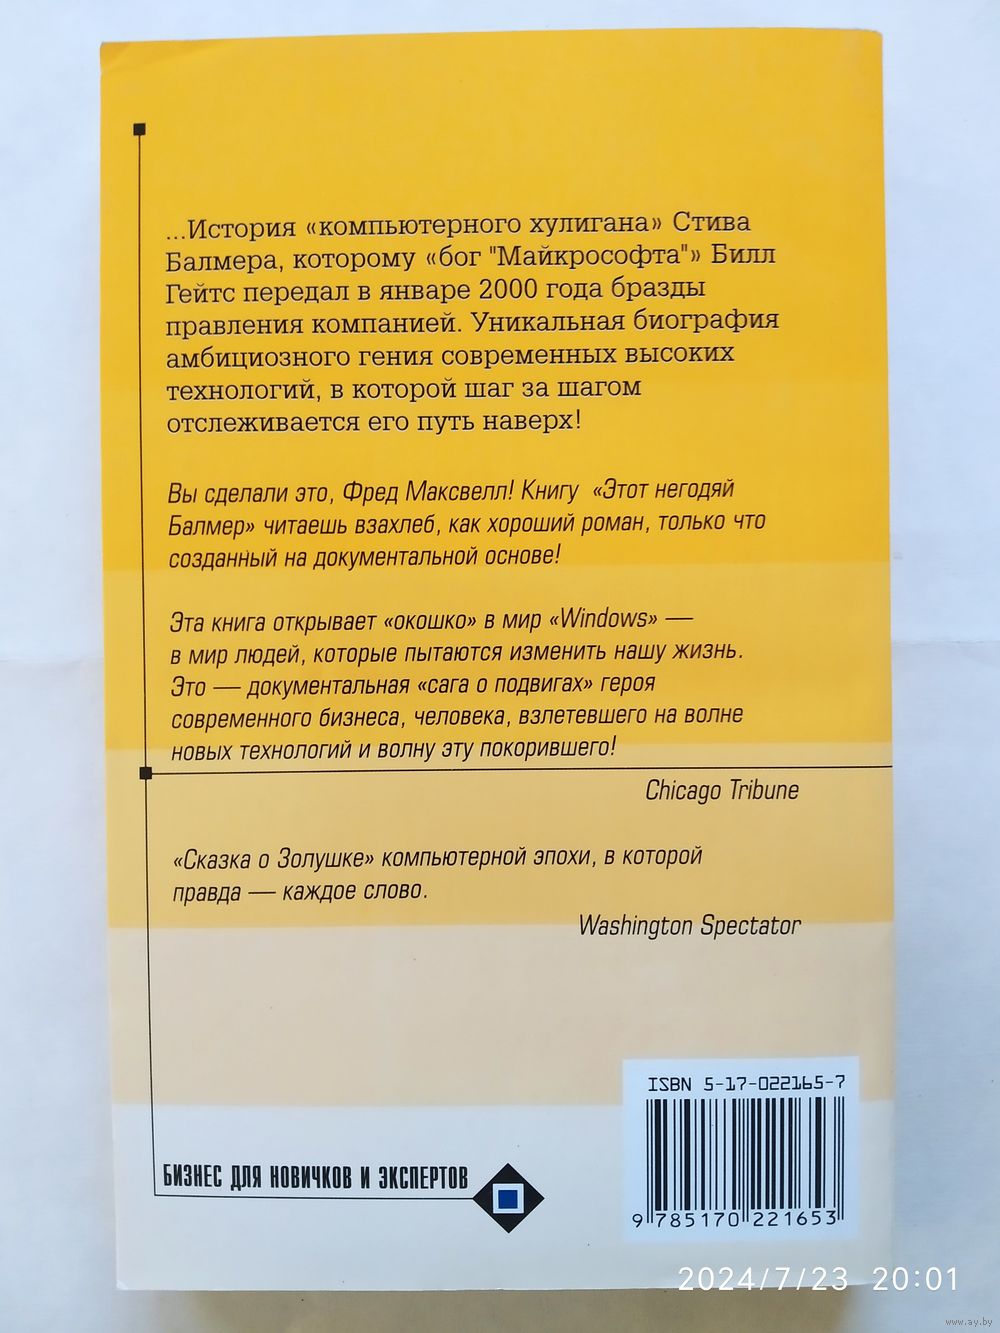 ...История «компьютерного хулигана» Стива
Балмера, которому «бог "Майкрософта"» Билл
Гейтс передал в январе 2000 года бразды
правления компанией. Уникальная биография
амбициозного гения современных высоких
технологий, в которой шаг за шагом
отслеживается его путь наверх!
Вы сделали это, Фред Максвелл! Книгу «Этот негодяй
Балмер» читаешь взахлеб, как хороший роман, только что
созданный на документальной основе!
Эта книга открывает «окошко» в мир «Windows» —
в мир людей, которые пытаются изменить нашу жизнь.
Это — документальная «сага о подвигах» героя
современного бизнеса, человека, взлетевшего на волне
новых технологий и волну эту покорившего!
Chicago Tribune
«Сказка о Золушке» компьютерной эпохи, в которой
правда — каждое слово.
Washington Spectator
ISBN 5-17-022165-7
БИЗНЕС ДЛЯ НОВИЧКОВ И ЭКСПЕРТОВ
9 785170 221653
2024/7/23 20:01
www.ay.by